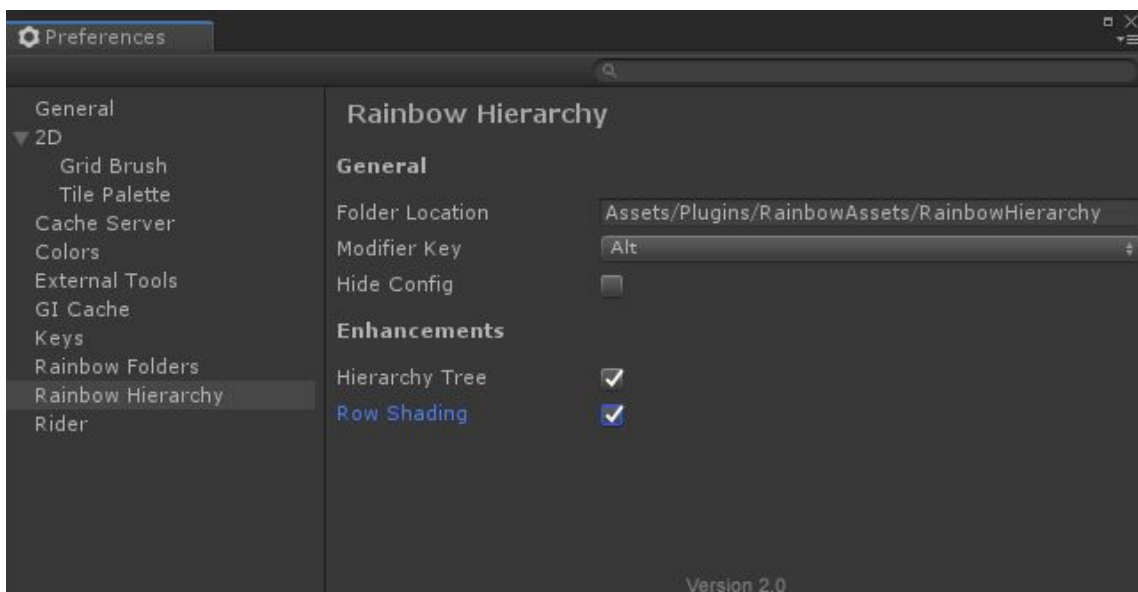 Preferences
General
2D
Grid Brush
Tile Palette
Cache Server
Colors
External Tools
GI Cache
Keys
Rainbow Folders
Rainbow Hierarchy
Rider
Rainbow Hierarchy
General
Folder Location Assets/Plugins/RainbowAssets/RainbowHierarchy
Modifier Key Alt
Hide Config
Enhancements
Hierarchy Tree
Row Shading
Version 2.0